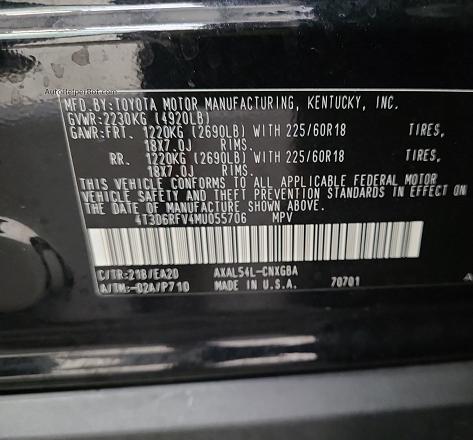 AutoHelperBot.com
MFD.BY:TOYOTA MOTOR MANUFACTURING, KENTUCKY, INC.
GVWR:2230KG (4920LB)
GAWR:FRT. 1220KG (2690LB) WITH 225/60R18 TIRES,
18X7.0J RIMS.
RR. 1220KG (2690LB) WITH 225/60R18 TIRES,
18X7.0J RIMS.
THIS VEHICLE CONFORMS TO ALL APPLICABLE FEDERAL MOTOR
VEHICLE SAFETY AND THEFT PREVENTION STANDARDS IN EFFECT ON
THE DATE OF MANUFACTURE SHOWN ABOVE.
4T3D6RFV4MU055706 MPV
C/TR:218/EA20 AXAL54L-CNXGBA
A/TM:-02A/P710 MADE IN U.S.A. 70701